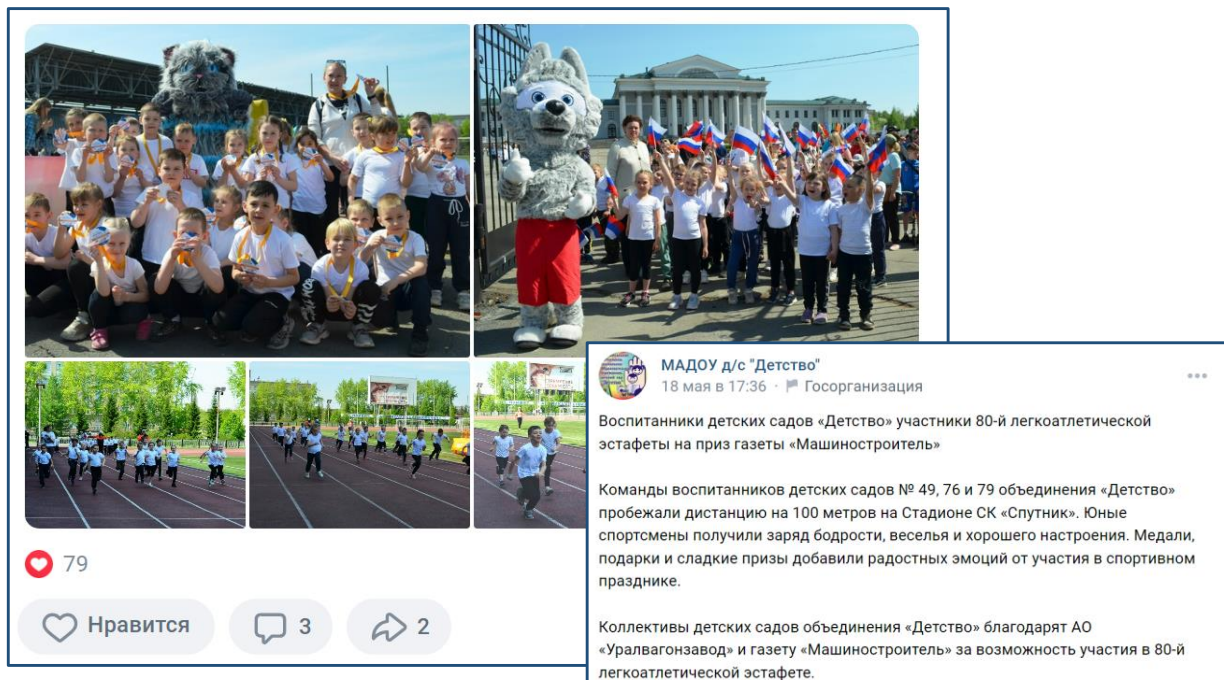 79
Нравится
3
2
МАДОУ д/с "Детство"
18 мая в 17:36 · Госорганизация
Воспитанники детских садов «Детство» участники 80-й легкоатлетической
эстафеты на приз газеты «Машиностроитель»
Команды воспитанников детских садов № 49, 76 и 79 объединения «Детство»
пробежали дистанцию на 100 метров на Стадионе СК «Спутник». Юные
спортсмены получили заряд бодрости, веселья и хорошего настроения. Медали,
подарки и сладкие призы добавили радостных эмоций от участия в спортивном
празднике.
Коллективы детских садов объединения «Детство» благодарят АО
«Уралвагонзавод» и газету «Машиностроитель» за возможность участия в 80-й
легкоатлетической эстафете.